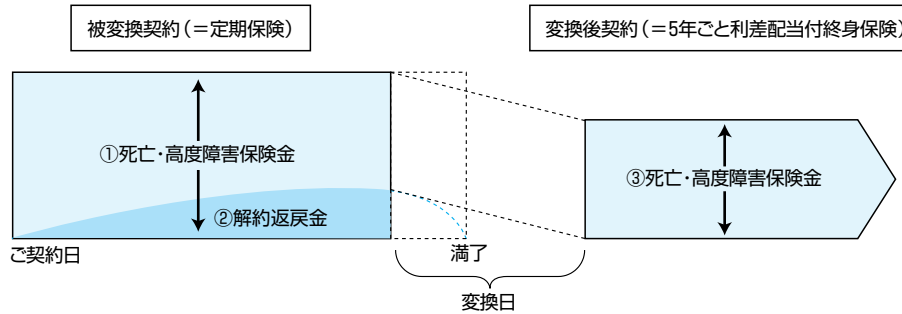 被変換契約(=定期保険)
変換後契約(=5年ごと利差配当付終身保険)
①死亡・高度障害保険金
③死亡・高度障害保険金
②解約返戻金
ご契約日
満了
変換日